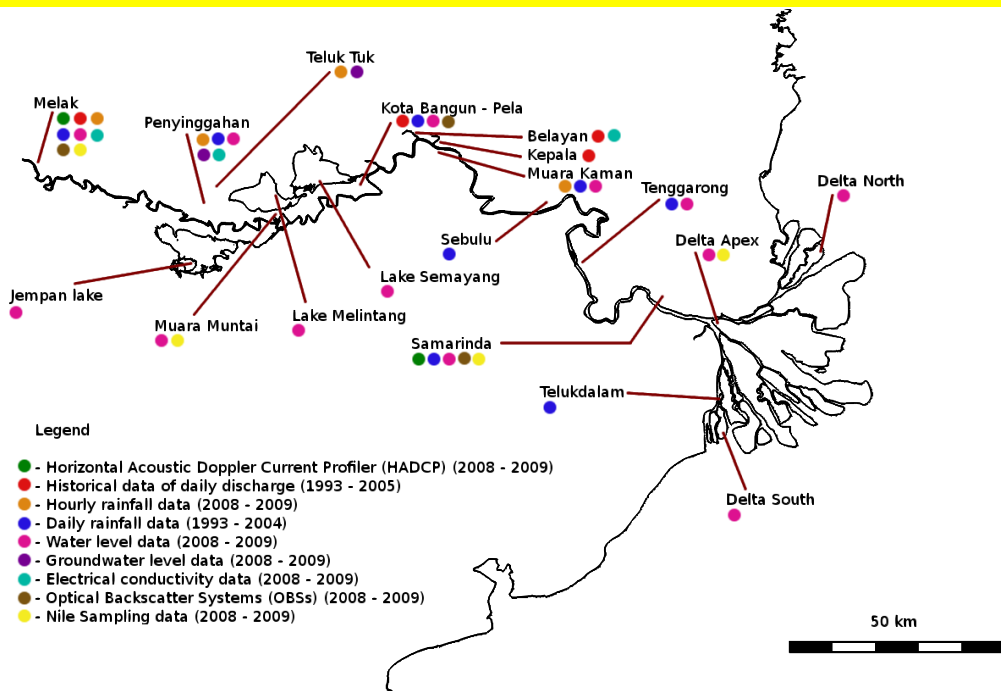 Teluk Tuk
Melak
Kota Bangun - Pela
Penyinggahan
Belayan
Kepala
Muara Kaman
Tenggarong
Delta North
Sebulu
Delta Apex
Lake Semayang
Jempan lake
Lake Melintang
Muara Muntai
Samarinda
Telukdalam
Delta South
Legend
- Horizontal Acoustic Doppler Current Profiler (HADCP) (2008 - 2009)
- Historical data of daily discharge (1993 - 2005)
- Hourly rainfall data (2008 - 2009)
- Daily rainfall data (1993 - 2004)
- Water level data (2008 - 2009)
- Groundwater level data (2008 - 2009)
- Electrical conductivity data (2008 - 2009)
- Optical Backscatter Systems (OBSs) (2008 - 2009)
- Nile Sampling data (2008 - 2009)
50 km